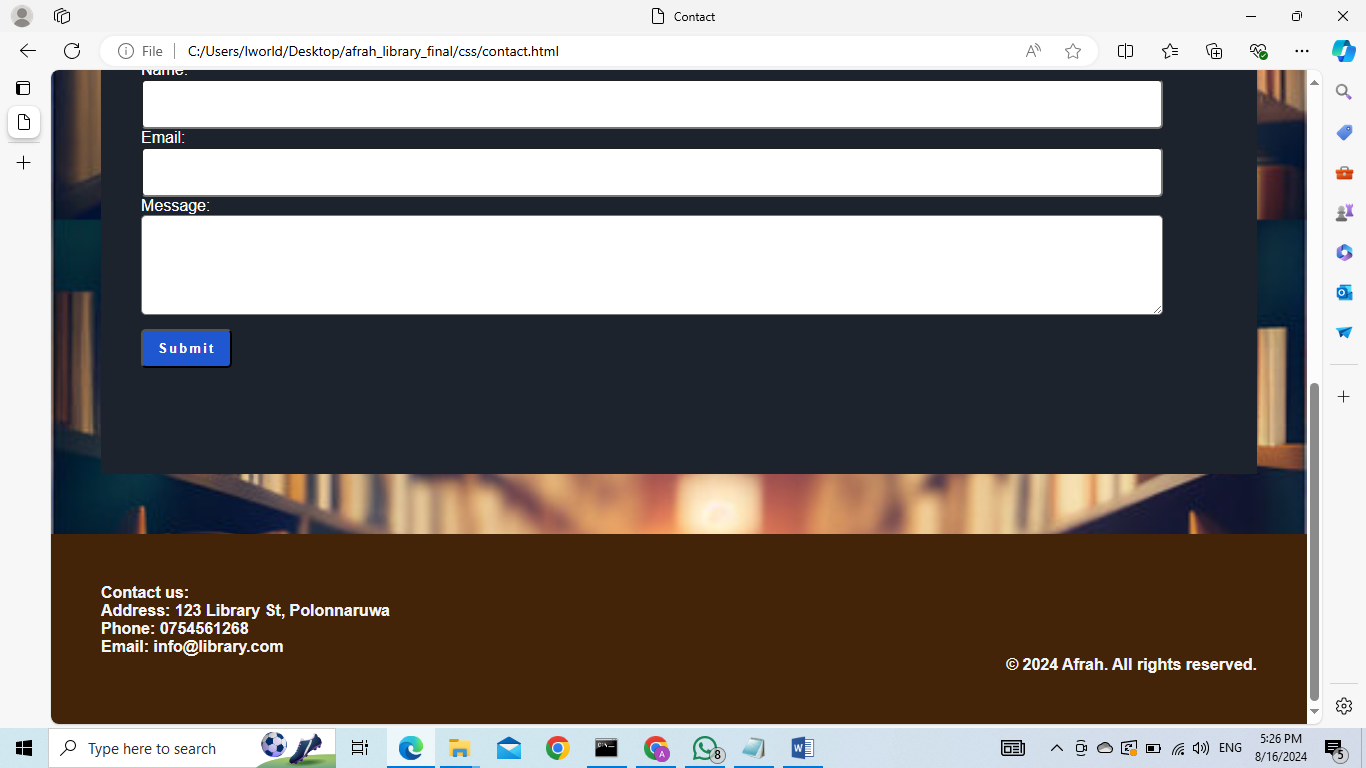 Contact
File
C:/Users/lworld/Desktop/afrah_library_final/css/contact.html
Name:
Email:
Message:
Submit
Contact us:
Address: 123 Library St, Polonnaruwa
Phone: 0754561268
Email: info@library.com
© 2024 Afrah. All rights reserved.
Type here to search
A
8
W
ENG
5:26 PM
8/16/2024
5